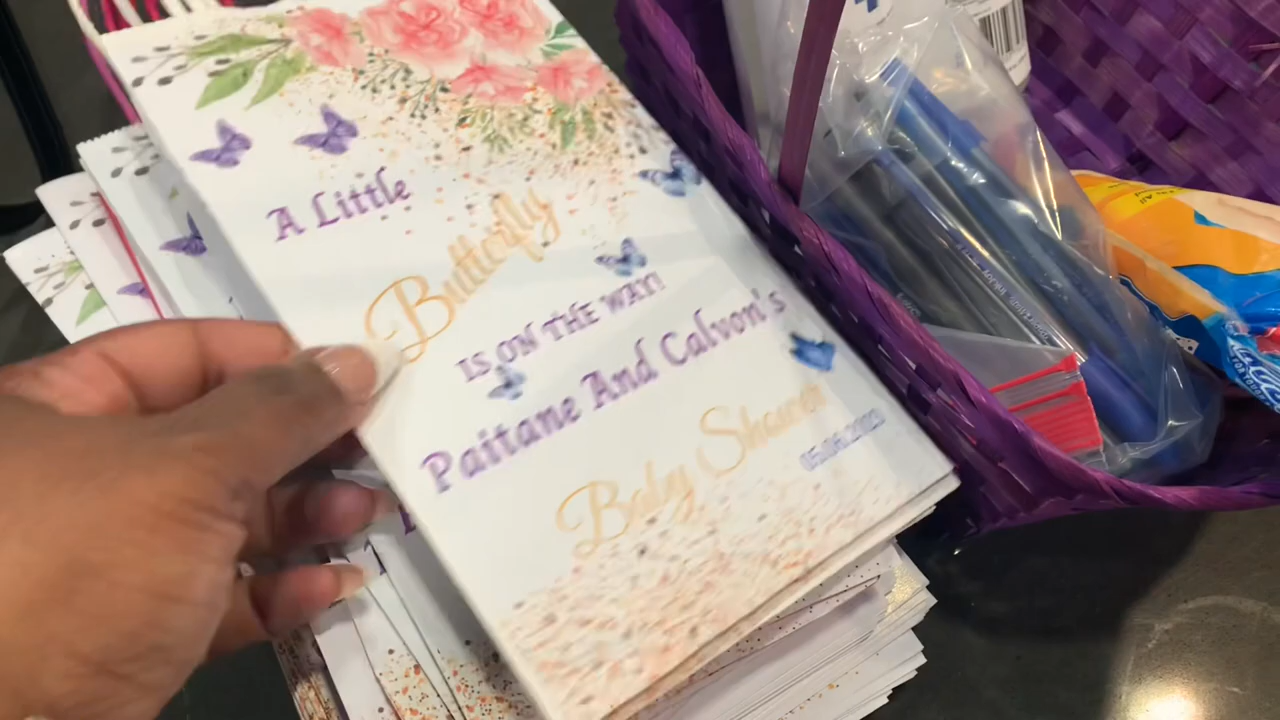 A Little
Butterfly
IS ON THE WAY!
Paitane And Calvon's
Baby Shower